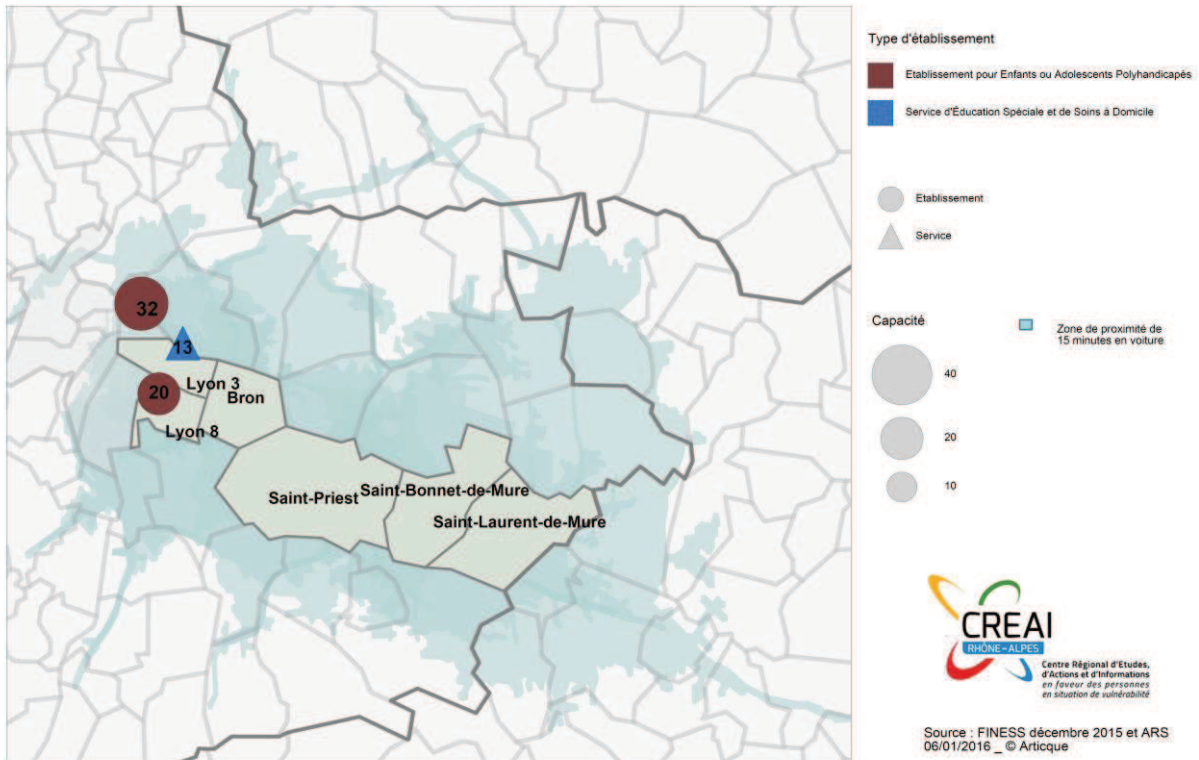 32
13
Lyon 3
Bron
20
Lyon 8
Saint-Priest
Saint-Bonnet-de-Mure
Saint-Laurent-de-Mure
Type d'établissement
Etablissement pour Enfants ou Adolescents Polyhandicapés
Service d'Éducation Spéciale et de Soins à Domicile
Etablissement
Service
Capacité
40
20
10
Zone de proximité de
15 minutes en voiture
CREAI
RHÔNE-ALPES
Centre Régional d'Etudes,
d'Actions et d'Informations
en faveur des personnes
en situation de vulnérabilité
Source : FINESS décembre 2015 et ARS
06/01/2016 _ © Articque